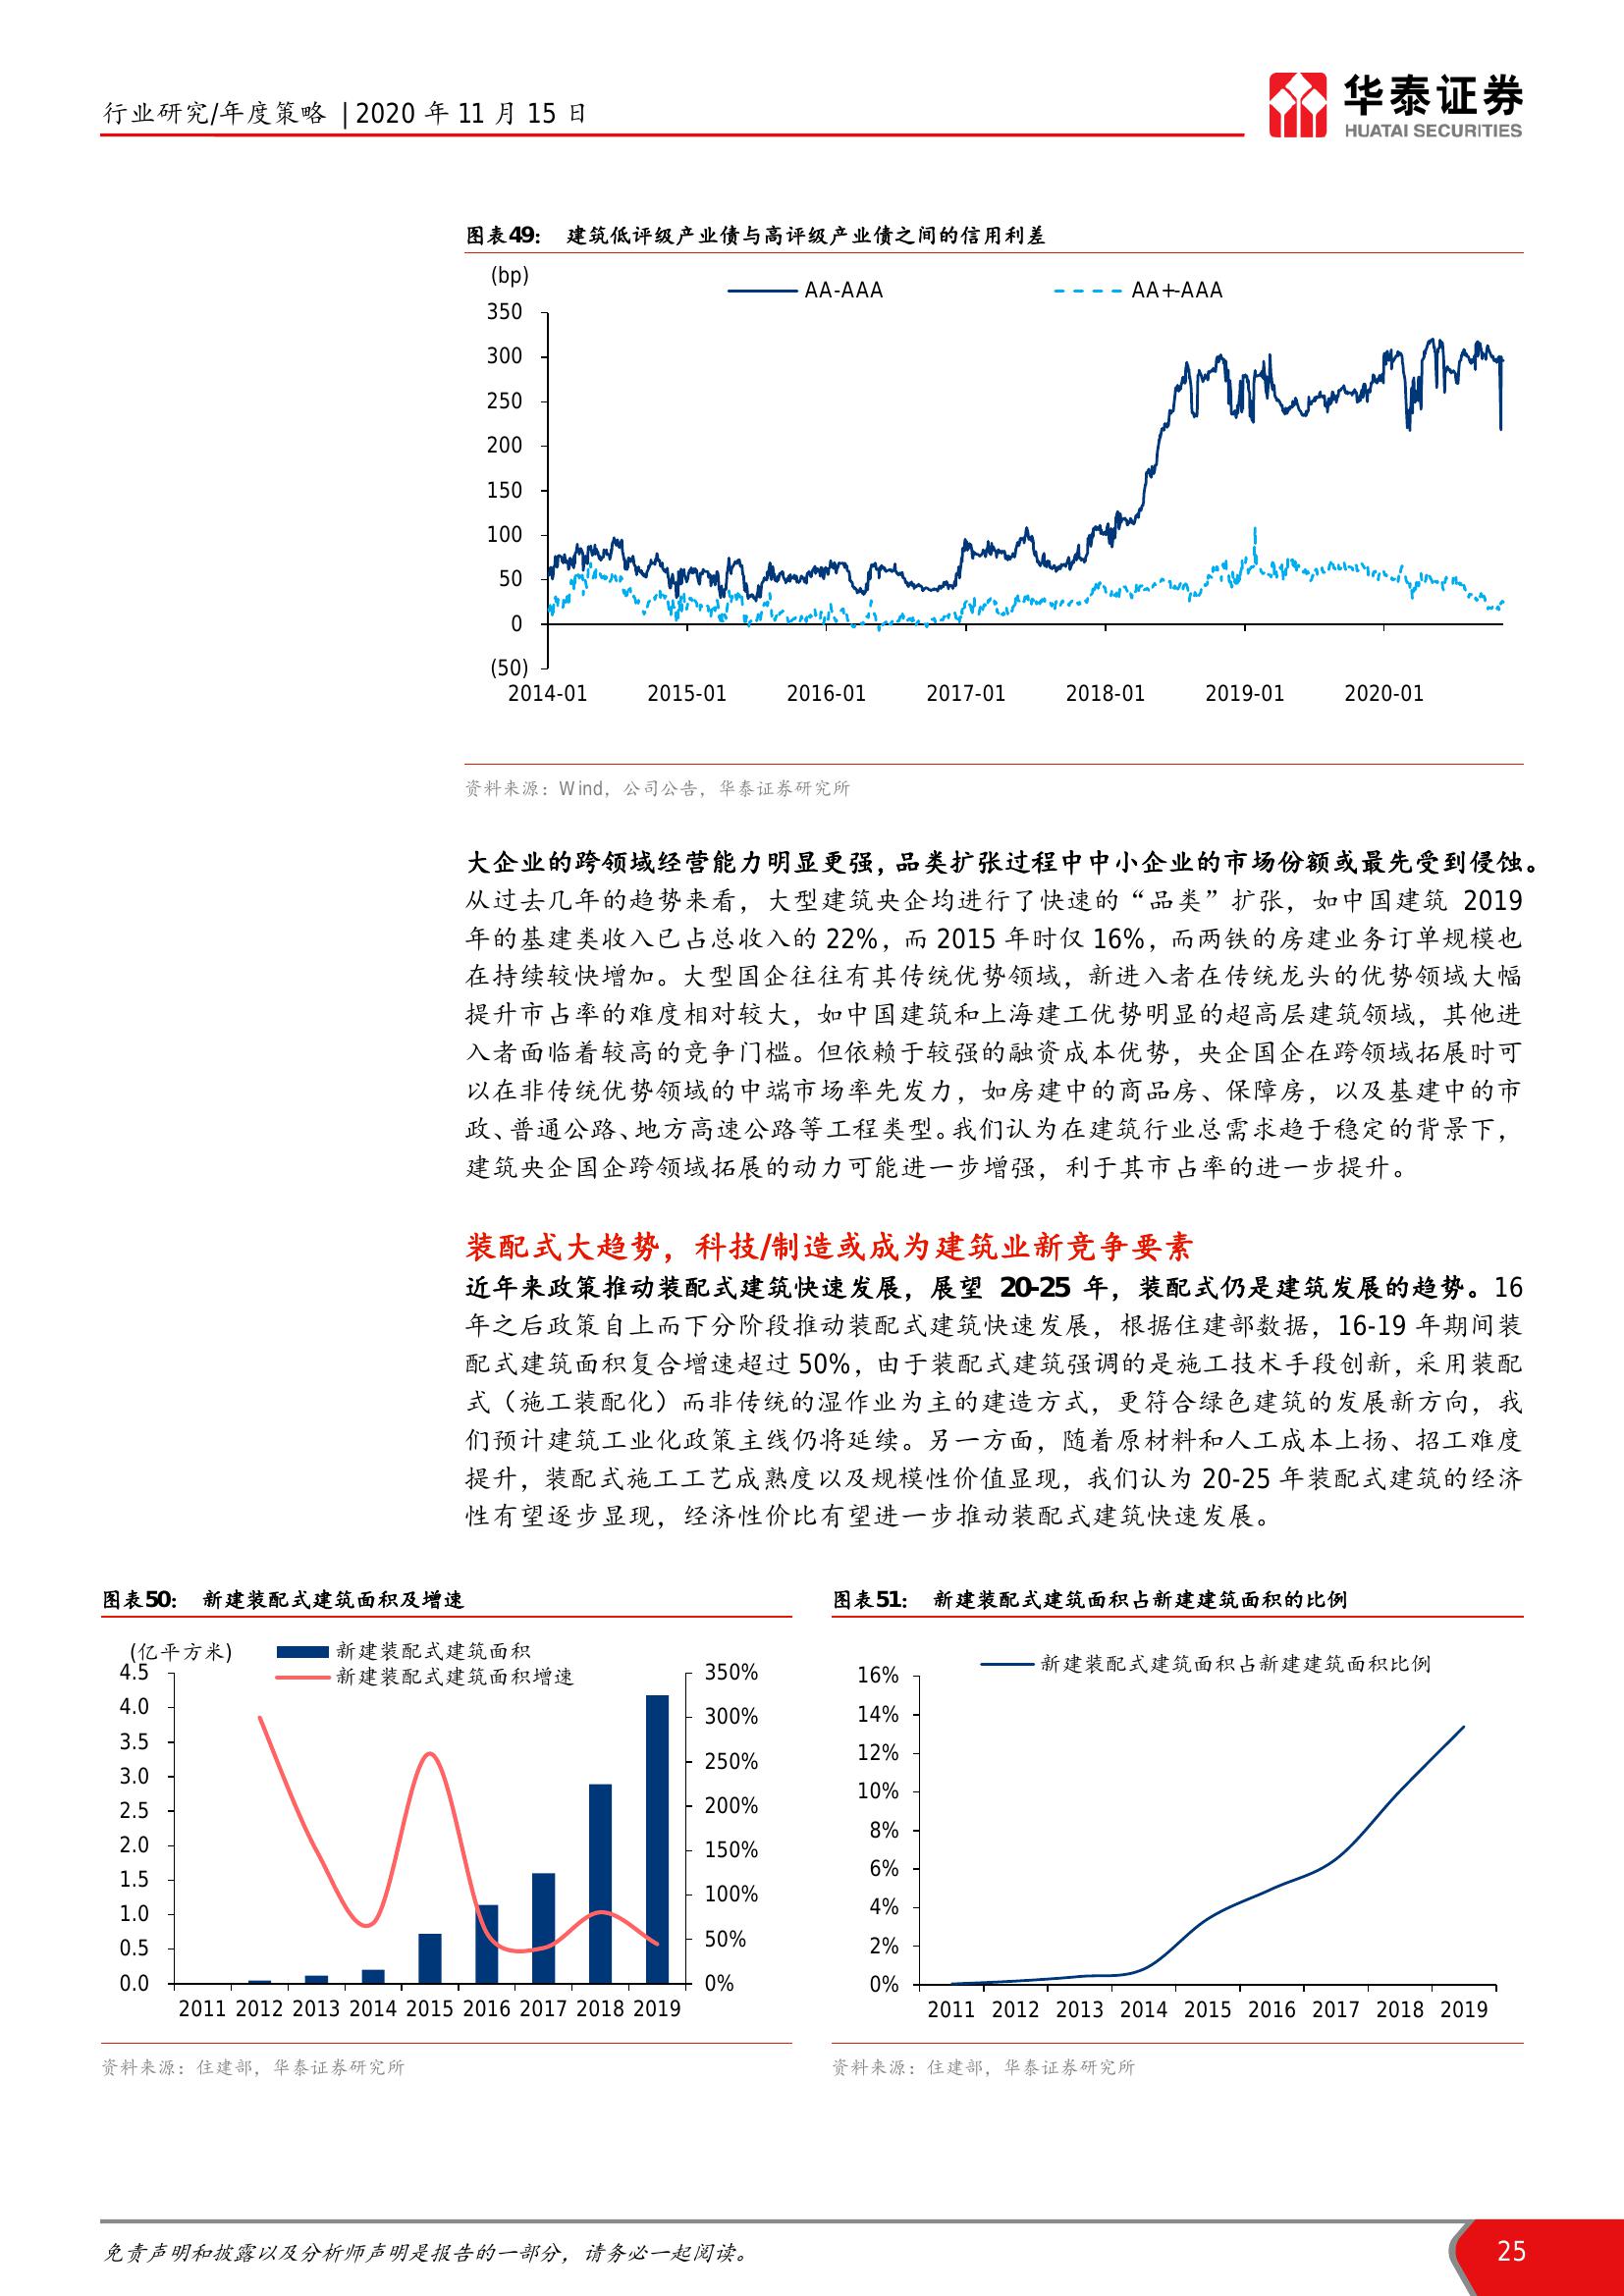 行业研究/年度策略 | 2020 年 11 月 15 日
华泰证券
HUATAI SECURITIES
图表49： 建筑低评级产业债与高评级产业债之间的信用利差
(bp)
AA-AAA AA+-AAA
350
300
250
200
150
100
50
0
(50)
2014-01 2015-01 2016-01 2017-01 2018-01 2019-01 2020-01
资料来源：Wind，公司公告，华泰证券研究所
大企业的跨领域经营能力明显更强，品类扩张过程中中小企业的市场份额或最先受到侵蚀。
从过去几年的趋势来看，大型建筑央企均进行了快速的“品类”扩张，如中国建筑 2019
年的基建类收入已占总收入的 22%，而 2015 年时仅 16%，而两铁的房建业务订单规模也
在持续较快增加。大型国企往往有其传统优势领域，新进入者在传统龙头的优势领域大幅
提升市占率的难度相对较大，如中国建筑和上海建工优势明显的超高层建筑领域，其他进
入者面临着较高的竞争门槛。但依赖于较强的融资成本优势，央企国企在跨领域拓展时可
以在非传统优势领域的中端市场率先发力，如房建中的商品房、保障房，以及基建中的市
政、普通公路、地方高速公路等工程类型。我们认为在建筑行业总需求趋于稳定的背景下，
建筑央企国企跨领域拓展的动力可能进一步增强，利于其市占率的进一步提升。
装配式大趋势，科技/制造或成为建筑业新竞争要素
近年来政策推动装配式建筑快速发展，展望 20-25 年，装配式仍是建筑发展的趋势。16
年之后政策自上而下分阶段推动装配式建筑快速发展，根据住建部数据，16-19 年期间装
配式建筑面积复合增速超过 50%，由于装配式建筑强调的是施工技术手段创新，采用装配
式（施工装配化）而非传统的湿作业为主的建造方式，更符合绿色建筑的发展新方向，我
们预计建筑工业化政策主线仍将延续。另一方面，随着原材料和人工成本上扬、招工难度
提升，装配式施工工艺成熟度以及规模性价值显现，我们认为 20-25 年装配式建筑的经济
性有望逐步显现，经济性价比有望进一步推动装配式建筑快速发展。
图表50： 新建装配式建筑面积及增速
(亿平方米)
新建装配式建筑面积
新建装配式建筑面积增速
4.5 350%
4.0 300%
3.5 250%
3.0 200%
2.5 150%
2.0 100%
1.5 50%
1.0 0%
0.5
0.0
2011 2012 2013 2014 2015 2016 2017 2018 2019
资料来源：住建部，华泰证券研究所
图表51： 新建装配式建筑面积占新建建筑面积的比例
新建装配式建筑面积占新建建筑面积比例
16%
14%
12%
10%
8%
6%
4%
2%
0%
2011 2012 2013 2014 2015 2016 2017 2018 2019
资料来源：住建部，华泰证券研究所
免责声明和披露以及分析师声明是报告的一部分，请务必一起阅读。
25